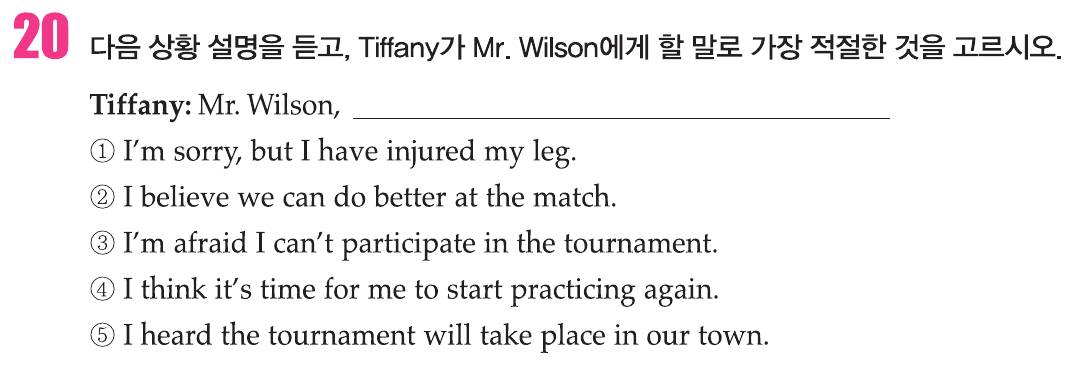 20 다음 상황 설명을 듣고, Tiffany가 Mr. Wilson에게 할 말로 가장 적절한 것을 고르시오.
Tiffany: Mr. Wilson, 
① I'm sorry, but I have injured my leg.
② I believe we can do better at the match.
③ I'm afraid I can't participate in the tournament.
④ I think it's time for me to start practicing again.
⑤ I heard the tournament will take place in our town.